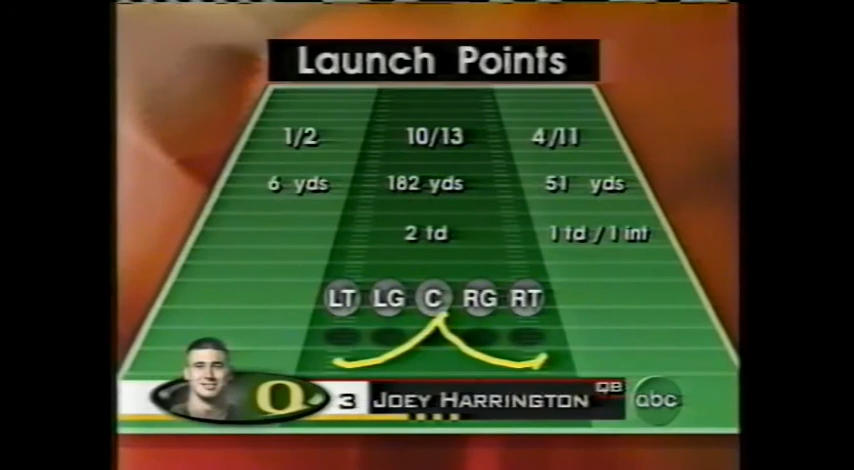 Launch Points
1/2 10/13 4/11
6 yds 182 yds 51 yds
2 td 1 td / 1 int
LT LG C RG RT
O 3 JOEY HARRINGTON QB abc